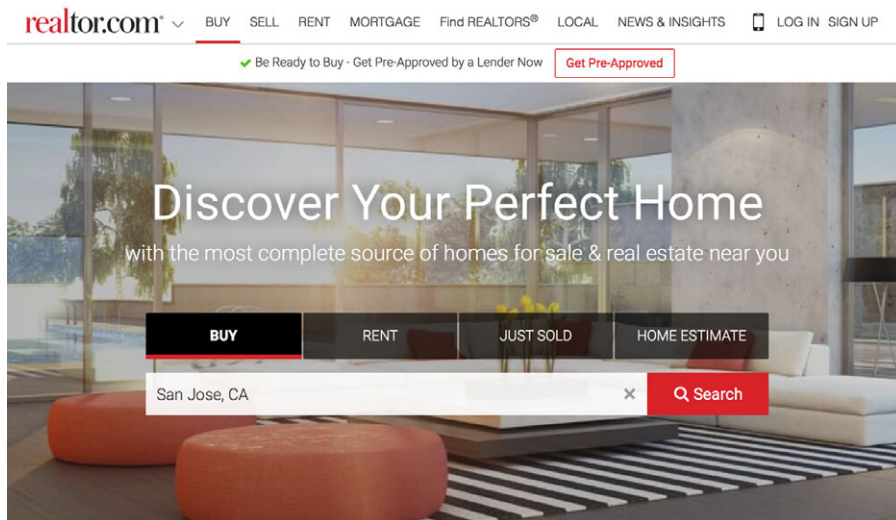 realtor.com® BUY SELL RENT MORTGAGE Find REALTORS® LOCAL NEWS & INSIGHTS LOG IN SIGN UP
Be Ready to Buy - Get Pre-Approved by a Lender Now Get Pre-Approved
Discover Your Perfect Home
with the most complete source of homes for sale & real estate near you
BUY RENT JUST SOLD HOME ESTIMATE
San Jose, CA × Search